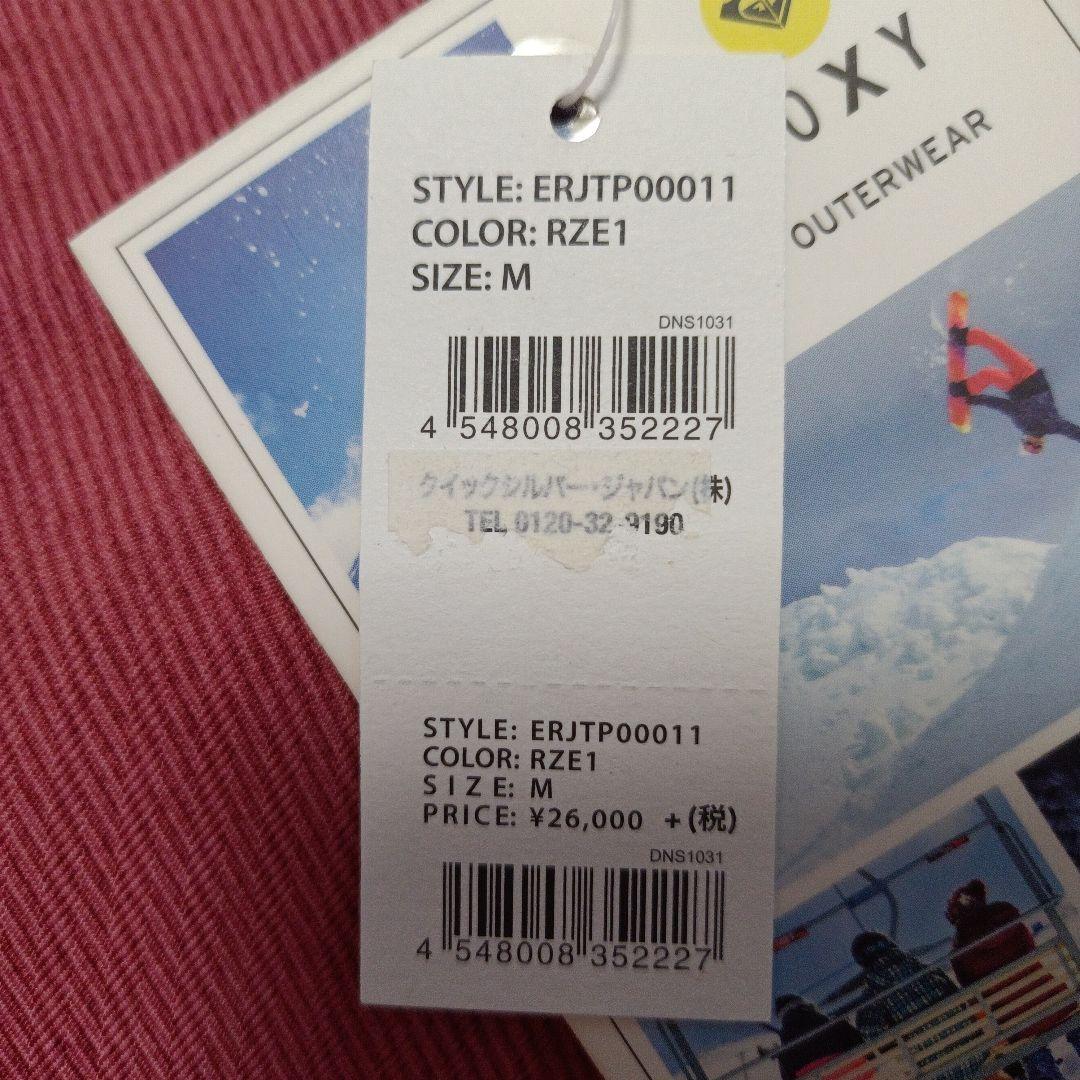 OXY
OUTERWEAR
STYLE: ERJTP00011
COLOR: RZE1
SIZE: M
DNS1031
4 548008 352227
クイックシルバー・ジャパン(株)
TEL 0120-32-9190
STYLE: ERJTP00011
COLOR: RZE1
SIZE: M
PRICE: ¥26,000 +(税)
DNS1031
4 548008 352227